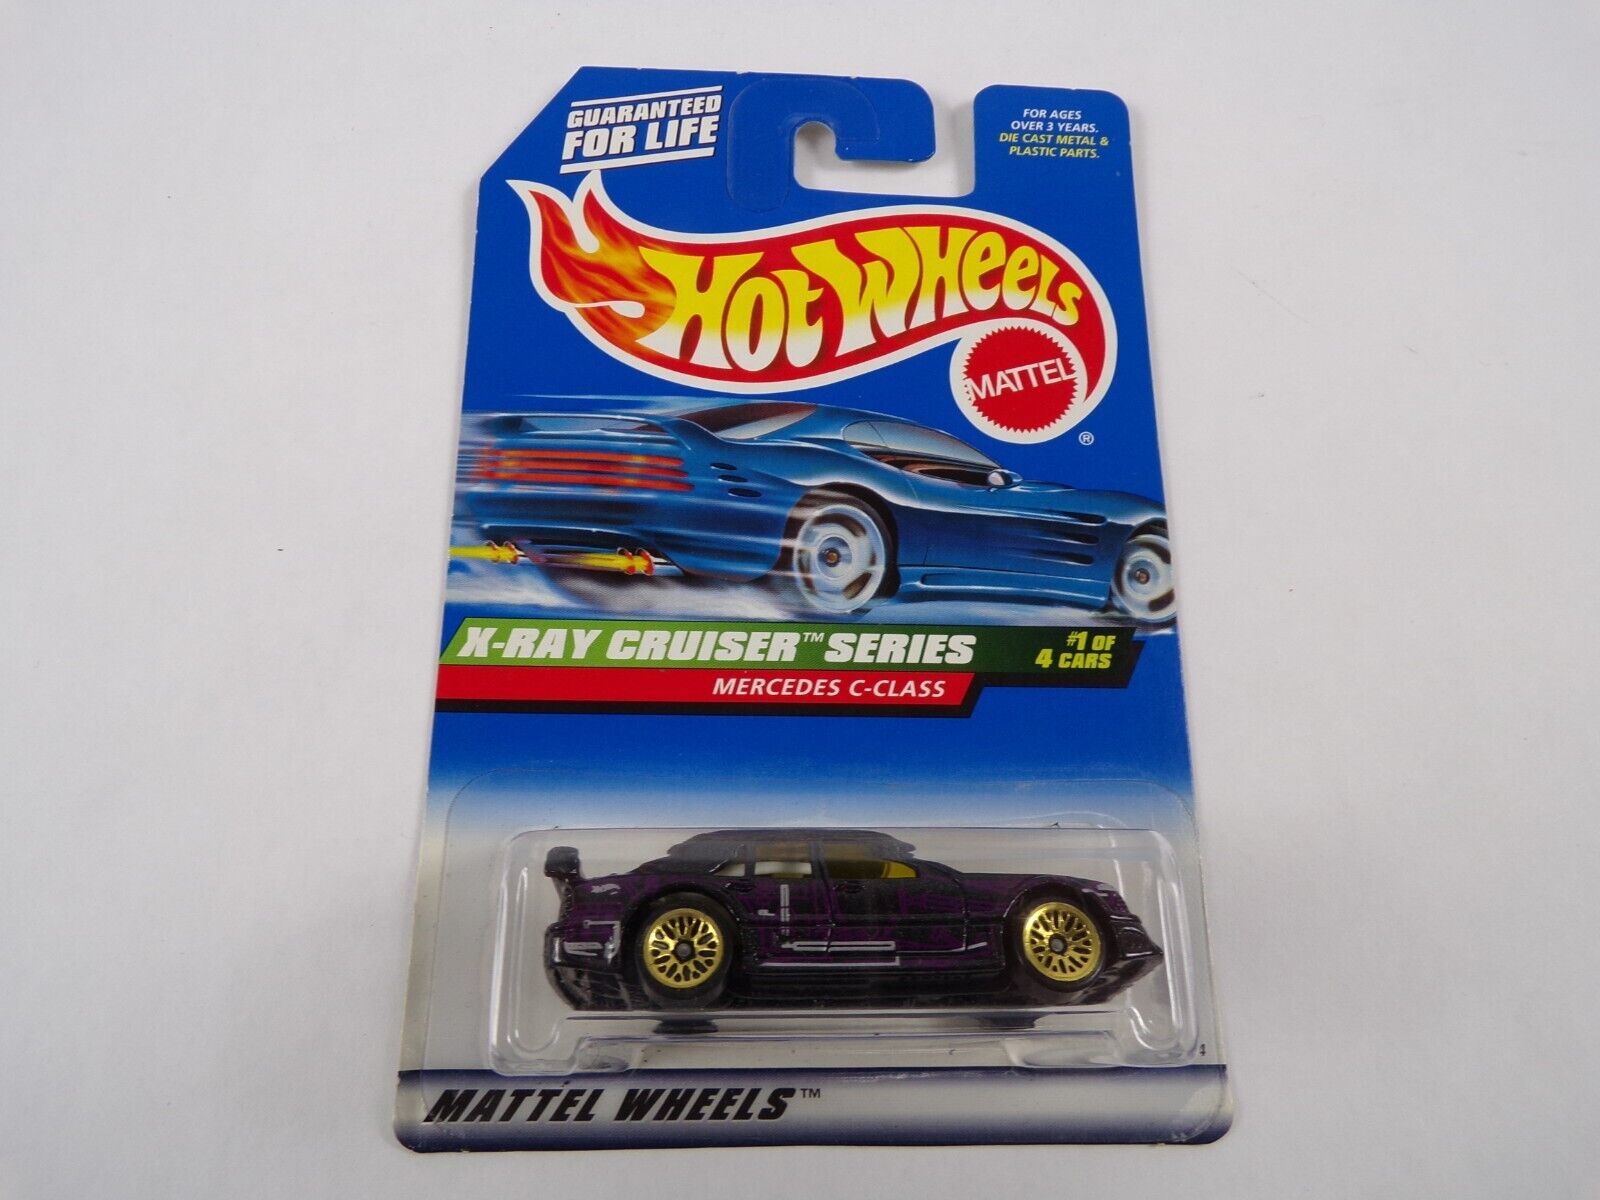 GUARANTEED
FOR LIFE
FOR AGES
OVER 3 YEARS.
DIE CAST METAL &
PLASTIC PARTS.
HOT WHEELS
MATTEL
®
X-RAY CRUISER™ SERIES
#1 OF
4 CARS
MERCEDES C-CLASS
4
MATTEL WHEELS™